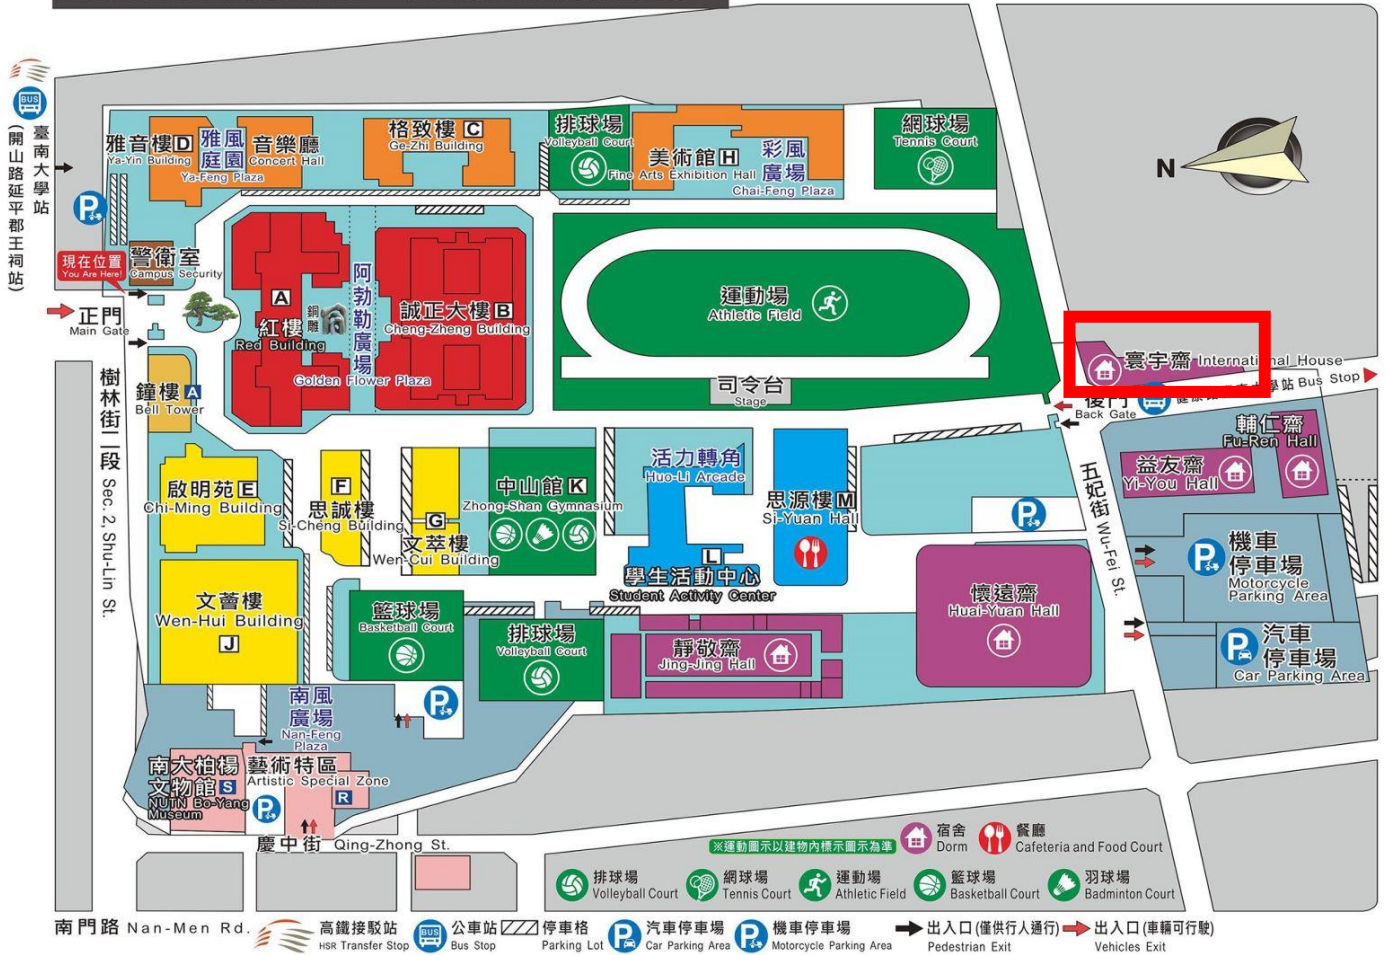 臺南大學站
(開山路延平郡王祠站)
BUS
雅音樓 D
Ya-Yin Building
雅風
庭園
Ya-Feng Plaza
音樂廳
Concert Hall
格致樓 C
Ge-Zhi Building
排球場
Volleyball Court
美術館 H
Fine Arts Exhibition Hall
彩風
廣場
Chai-Feng Plaza
網球場
Tennis Court
N
P
警衛室
Campus Security
現在位置
You Are Here!
正門
Main Gate
A
紅樓
Red Building
銅雕
阿勃勒廣場
Golden Flower Plaza
誠正大樓 B
Cheng-Zheng Building
運動場
Athletic Field
司令台
Stage
寰宇齋 International House
後門
Back Gate
Bus Stop
鐘樓 A
Bell Tower
樹林街二段 Sec. 2, Shu-Lin St.
啟明苑 E
Chi-Ming Building
F
思誠樓
Si-Cheng Building
G
文萃樓
Wen-Cui Building
中山館 K
Zhong-Shan Gymnasium
活力轉角
Huo-Li Arcade
L
學生活動中心
Student Activity Center
思源樓 M
Si-Yuan Hall
P
五妃街 Wu-Fei St.
輔仁齋
Fu-Ren Hall
益友齋
Yi-You Hall
P
機車
停車場
Motorcycle
Parking Area
P
汽車
停車場
Car Parking Area
文薈樓
Wen-Hui Building
J
籃球場
Basketball Court
排球場
Volleyball Court
靜敬齋
Jing-Jing Hall
懷遠齋
Huai-Yuan Hall
P
南風
廣場
Nan-Feng
Plaza
南大柏楊
文物館 S
NUTN Bo-Yang
Museum
藝術特區
Artistic Special Zone
R
P
慶中街 Qing-Zhong St.
※運動圖示以建物內標示圖示為準
宿舍
Dorm
餐廳
Cafeteria and Food Court
排球場
Volleyball Court
網球場
Tennis Court
運動場
Athletic Field
籃球場
Basketball Court
羽球場
Badminton Court
南門路 Nan-Men Rd.
高鐵接駁站
HSR Transfer Stop
BUS
公車站
Bus Stop
停車格
Parking Lot
P
汽車停車場
Car Parking Area
P
機車停車場
Motorcycle Parking Area
出入口(僅供行人通行)
Pedestrian Exit
出入口(車輛可行駛)
Vehicles Exit